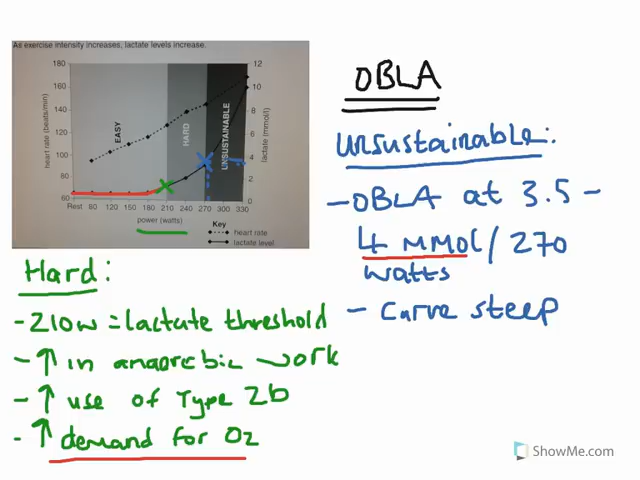 As exercise intensity increases, lactate levels increase.
heart rate (beats/min)
180
160
140
120
100
80
60
EASY
HARD
UNSUSTAINABLE
12
10
8
6
4
2
0
lactate (mmol/l)
Rest 80 90 120 150 180 210 240 270 300 330
power (watts)
Key
heart rate
lactate level
Hard:
-210w = lactate threshold
-↑ in anaerobic work
-↑ use of Type 2b
-↑ demand for O2
OBLA
Unsustainable:
-OBLA at 3.5 -
4 mmol/270
watts
- Curve steep
ShowMe.com